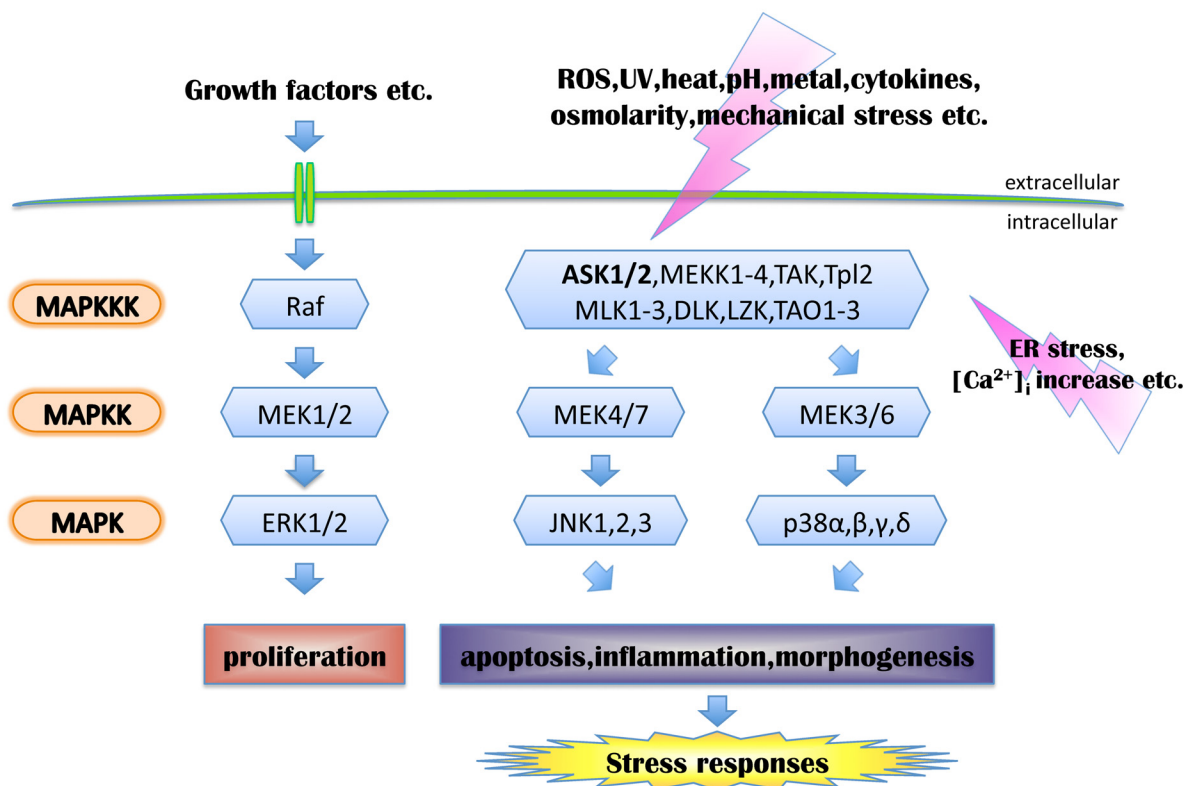 Growth factors etc.
ROS,UV,heat,pH,metal,cytokines,
osmolarity,mechanical stress etc.
extracellular
intracellular
MAPKKK
Raf
ASK1/2,MEKK1-4,TAK,Tpl2
MLK1-3,DLK,LZK,TAO1-3
ER stress,
[Ca²⁺]ᵢ increase etc.
MAPKK
MEK1/2
MEK4/7
MEK3/6
MAPK
ERK1/2
JNK1,2,3
p38α,β,γ,δ
proliferation
apoptosis,inflammation,morphogenesis
Stress responses